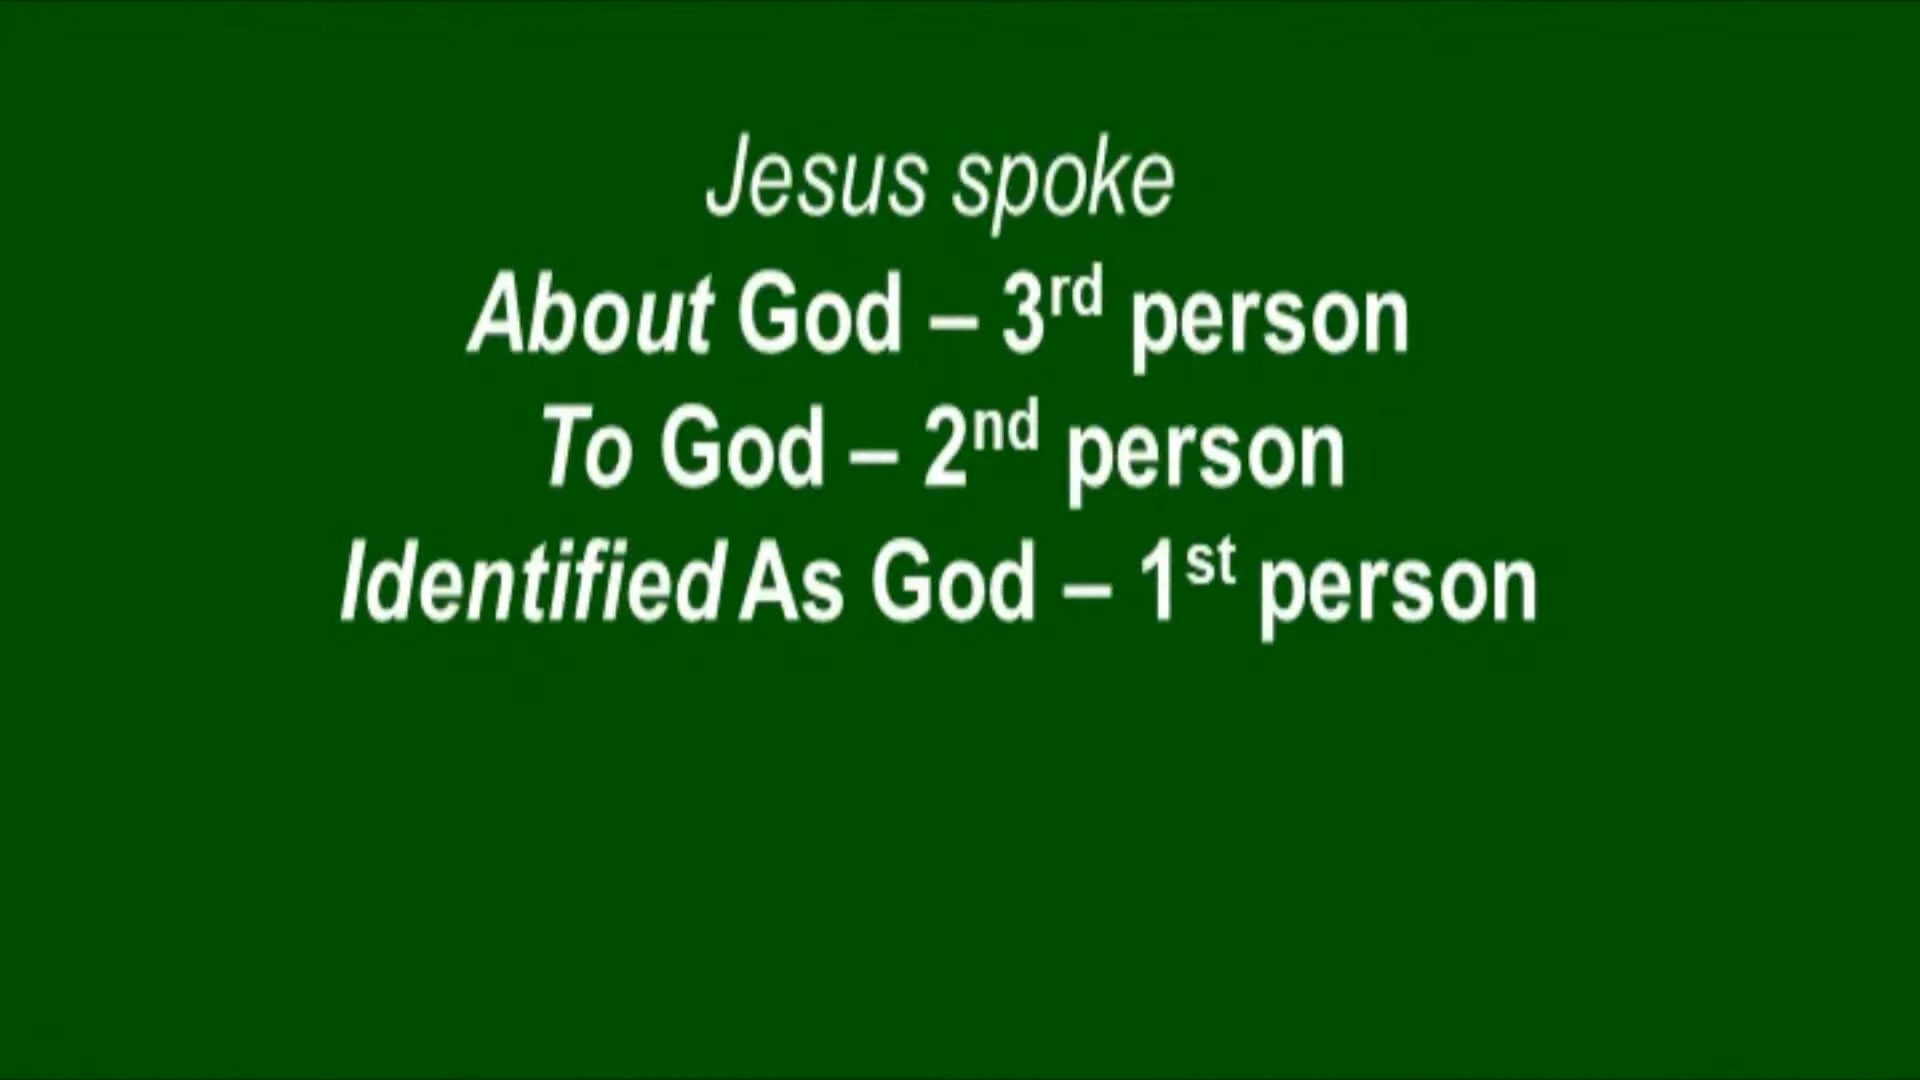 Jesus spoke
About God – 3rd person
To God – 2nd person
Identified As God – 1st person